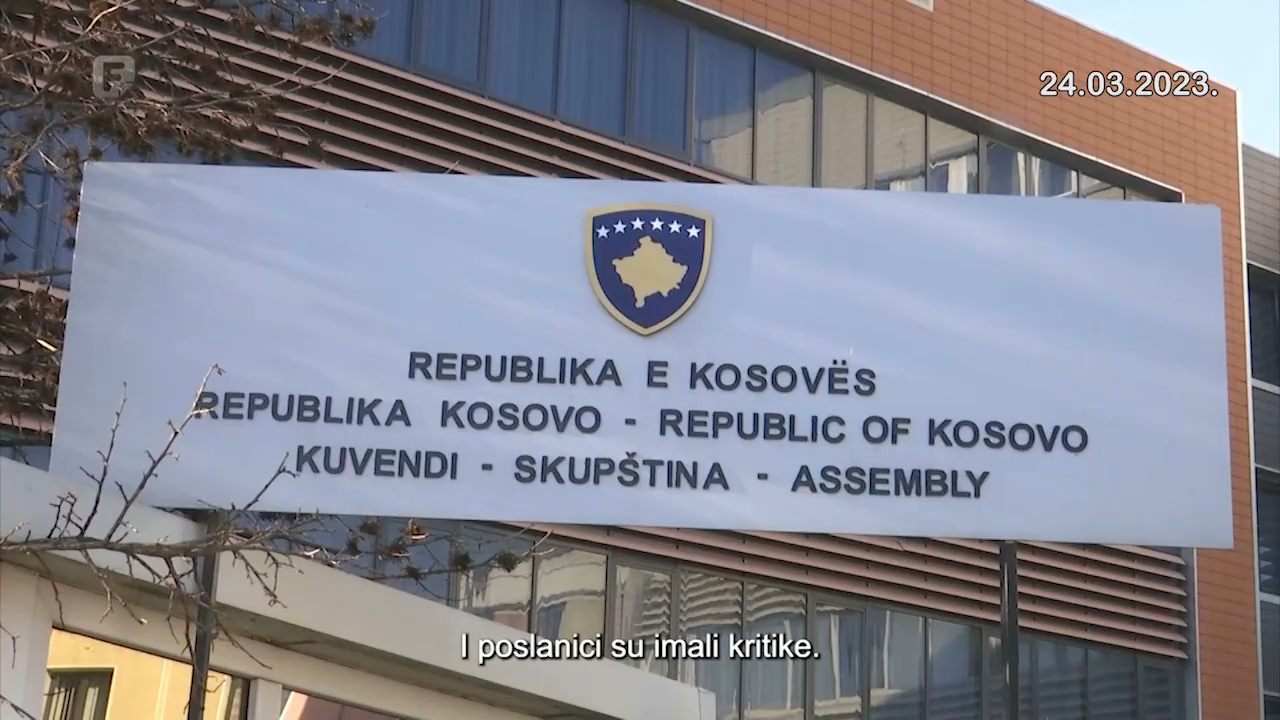 24.03.2023.
REPUBLIKA E KOSOVËS
REPUBLIKA KOSOVO - REPUBLIC OF KOSOVO
KUVENDI - SKUPŠTINA - ASSEMBLY
I poslanici su imali kritike.